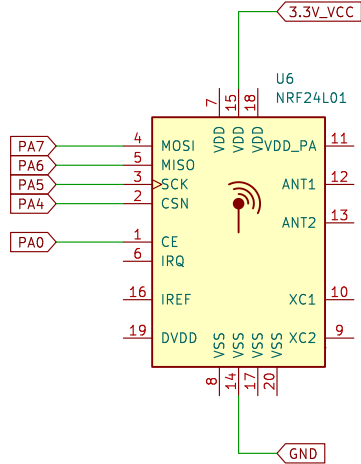 3.3V_VCC
U6
NRF24L01
7 15 18
VDD VDD VDD VDD_PA 11
PA7 4 MOSI
PA6 5 MISO
PA5 3 SCK ANT1 12
PA4 2 CSN
ANT2 13
PA0 1 CE
6 IRQ
16 IREF XC1 10
19 DVDD XC2 9
VSS VSS VSS VSS
8 14 17 20
GND